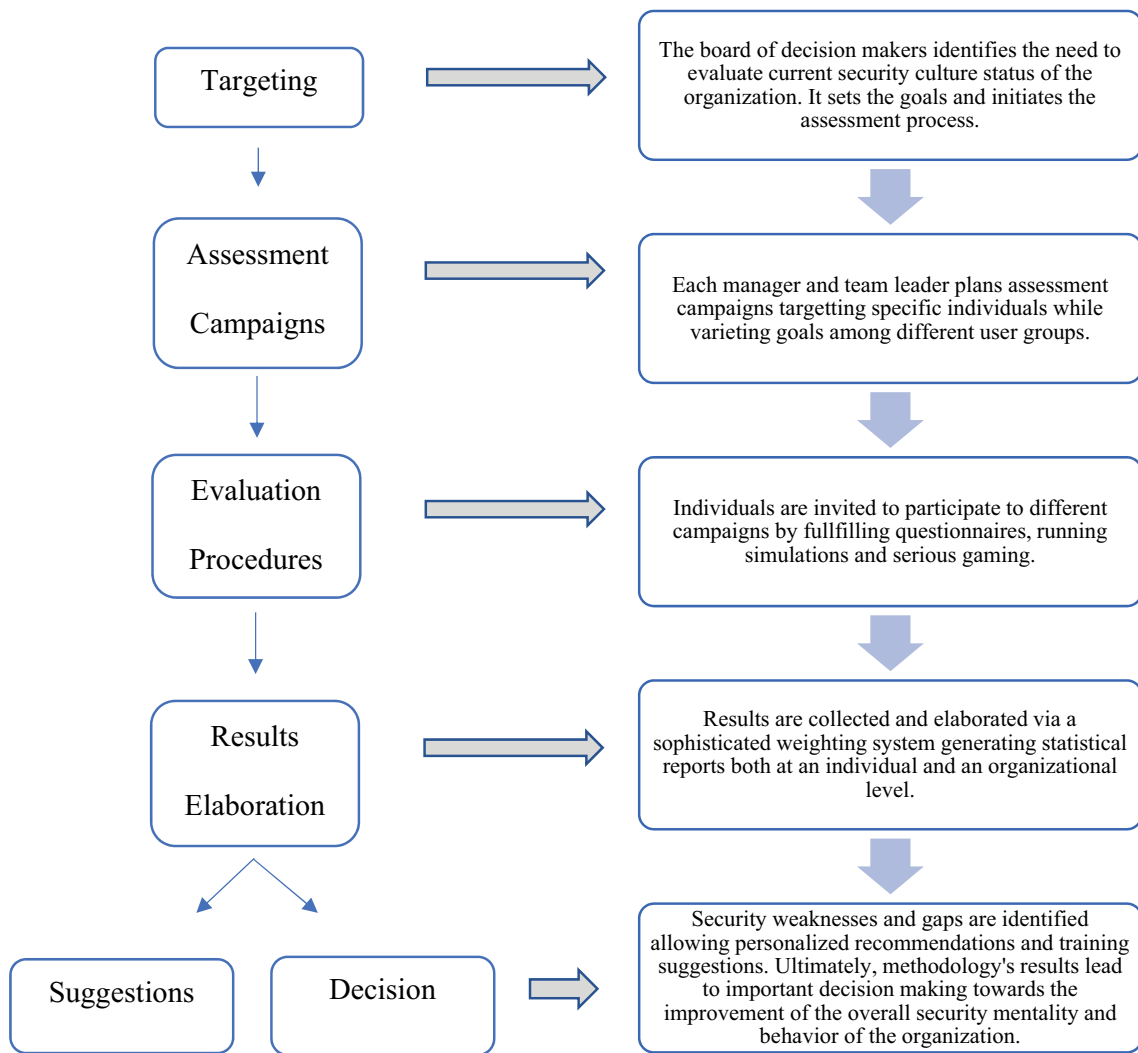 Targeting
The board of decision makers identifies the need to
evaluate current security culture status of the
organization. It sets the goals and initiates the
assessment process.
Assessment
Campaigns
Each manager and team leader plans assessment
campaigns targetting specific individuals while
varieting goals among different user groups.
Evaluation
Procedures
Individuals are invited to participate to different
campaigns by fullfilling questionnaires, running
simulations and serious gaming.
Results
Elaboration
Results are collected and elaborated via a
sophisticated weighting system generating statistical
reports both at an individual and an organizational
level.
Suggestions
Decision
Security weaknesses and gaps are identified
allowing personalized recommendations and training
suggestions. Ultimately, methodology's results lead
to important decision making towards the
improvement of the overall security mentality and
behavior of the organization.